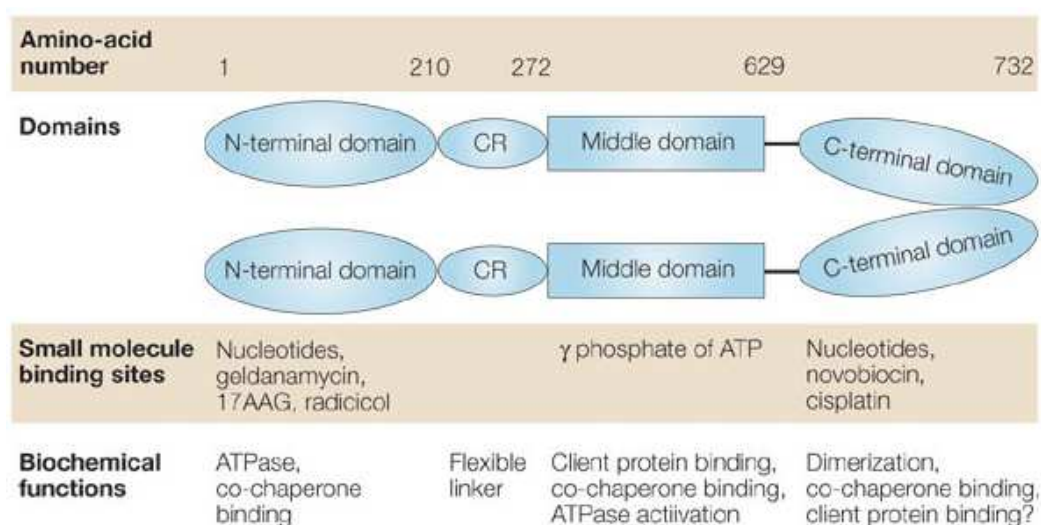 Amino-acid
number 1 210 272 629 732
Domains
N-terminal domain CR Middle domain C-terminal domain
N-terminal domain CR Middle domain C-terminal domain
Small molecule
binding sites
Nucleotides,
geldanamycin,
17AAG, radicicol
γ phosphate of ATP
Nucleotides,
novobiocin,
cisplatin
Biochemical
functions
ATPase,
co-chaperone
binding
Flexible
linker
Client protein binding,
co-chaperone binding,
ATPase actiivation
Dimerization,
co-chaperone binding,
client protein binding?